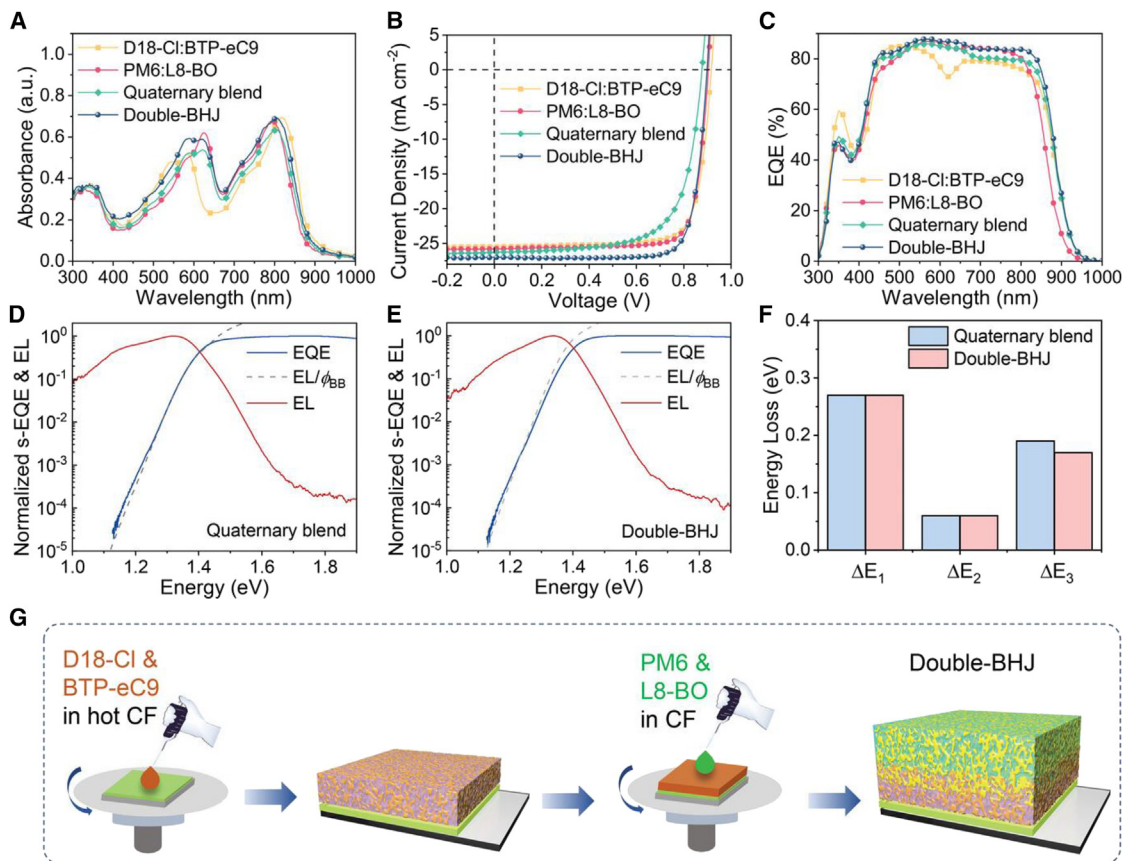 A
D18-Cl:BTP-eC9
PM6:L8-BO
Quaternary blend
Double-BHJ
Absorbance (a.u.)
1.0
0.8
0.6
0.4
0.2
0.0
300 400 500 600 700 800 900 1000
Wavelength (nm)
B
D18-Cl:BTP-eC9
PM6:L8-BO
Quaternary blend
Double-BHJ
Current Density (mA cm⁻²)
5
0
-5
-10
-15
-20
-25
-0.2 0.0 0.2 0.4 0.6 0.8 1.0
Voltage (V)
C
D18-Cl:BTP-eC9
PM6:L8-BO
Quaternary blend
Double-BHJ
EQE (%)
80
60
40
20
0
300 400 500 600 700 800 900 1000
Wavelength (nm)
D
EQE
EL/ϕBB
EL
Normalized s-EQE & EL
10⁰
10⁻¹
10⁻²
10⁻³
10⁻⁴
10⁻⁵
Quaternary blend
1.0 1.2 1.4 1.6 1.8
Energy (eV)
E
EQE
EL/ϕBB
EL
Normalized s-EQE & EL
10⁰
10⁻¹
10⁻²
10⁻³
10⁻⁴
10⁻⁵
Double-BHJ
1.0 1.2 1.4 1.6 1.8
Energy (eV)
F
Quaternary blend
Double-BHJ
Energy Loss (eV)
0.4
0.3
0.2
0.1
0.0
ΔE₁ ΔE₂ ΔE₃
G
D18-Cl &
BTP-eC9
in hot CF
PM6 &
L8-BO
in CF
Double-BHJ